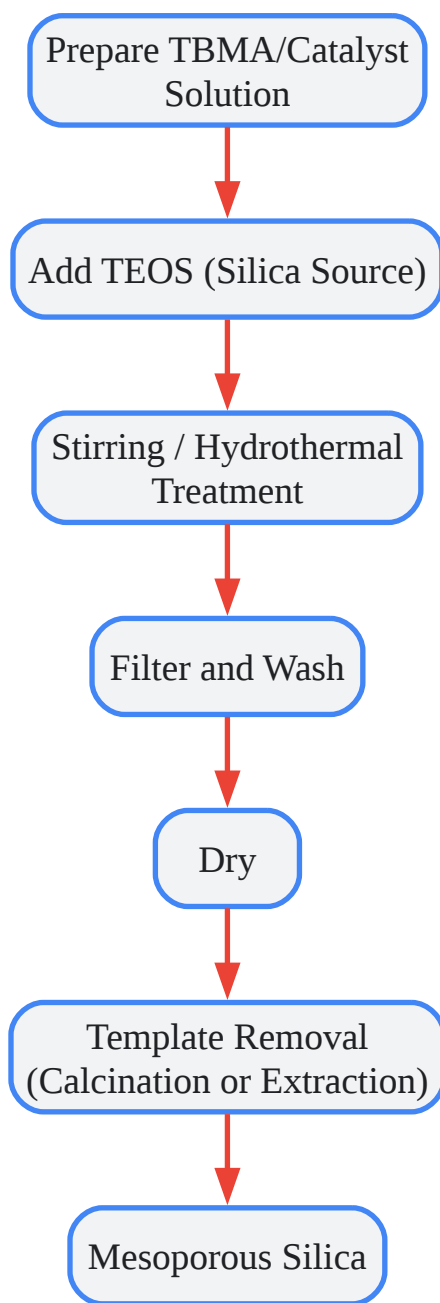 Prepare TBMA/Catalyst
Solution
Add TEOS (Silica Source)
Stirring / Hydrothermal
Treatment
Filter and Wash
Dry
Template Removal
(Calcination or Extraction)
Mesoporous Silica